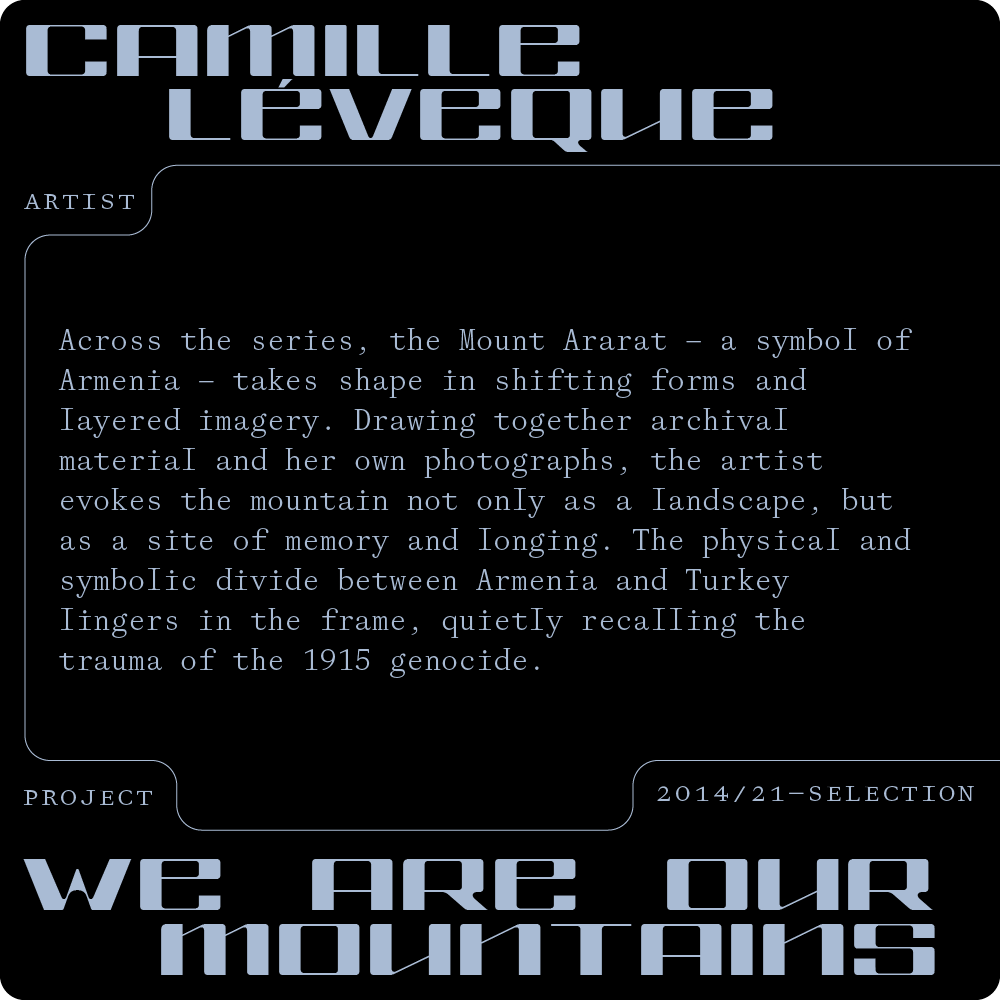 CAMILLE
LÉVEQUE
ARTIST
Across the series, the Mount Ararat — a symbol of
Armenia — takes shape in shifting forms and
layered imagery. Drawing together archival
material and her own photographs, the artist
evokes the mountain not only as a landscape, but
as a site of memory and longing. The physical and
symbolic divide between Armenia and Turkey
lingers in the frame, quietly recalling the
trauma of the 1915 genocide.
PROJECT
2014/21—SELECTION
WE ARE OUR
MOUNTAINS